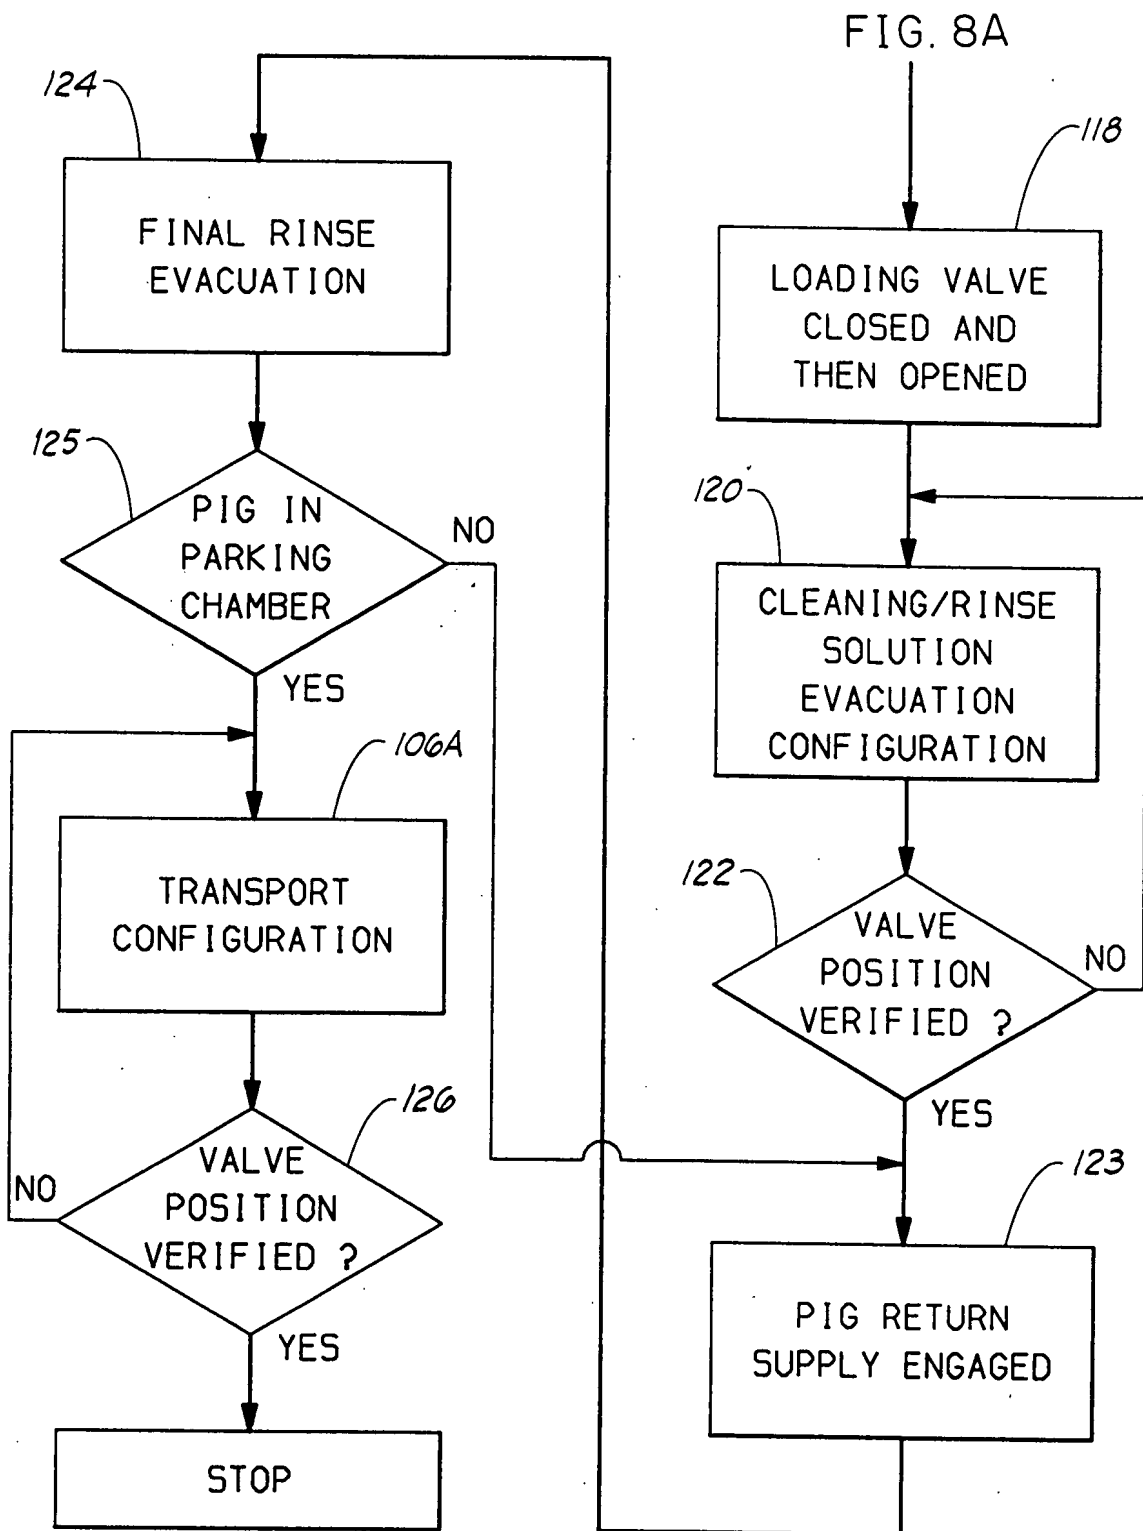 FIG. 8A
118
LOADING VALVE
CLOSED AND
THEN OPENED
120
CLEANING/RINSE
SOLUTION
EVACUATION
CONFIGURATION
122
VALVE
POSITION
VERIFIED ?
NO
YES
123
PIG RETURN
SUPPLY ENGAGED
124
FINAL RINSE
EVACUATION
125
PIG IN
PARKING
CHAMBER
NO
YES
106A
TRANSPORT
CONFIGURATION
126
VALVE
POSITION
VERIFIED ?
NO
YES
STOP